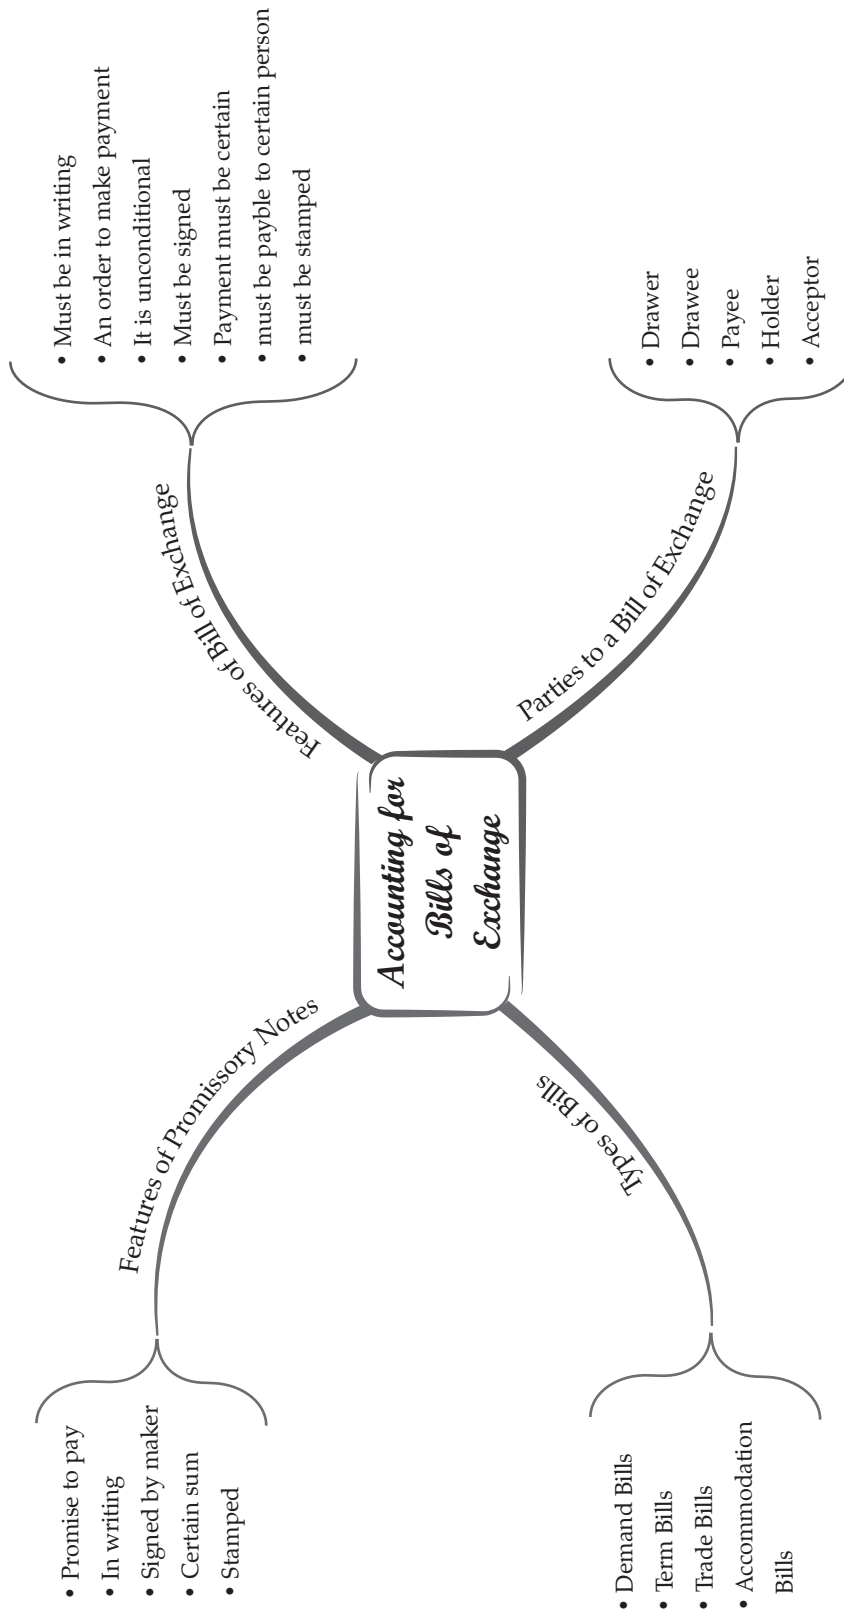 Accounting for
Bills of
Exchange
Features of Promissory Notes
• Promise to pay
• In writing
• Signed by maker
• Certain sum
• Stamped
Features of Bill of Exchange
• Must be in writing
• An order to make payment
• It is unconditional
• Must be signed
• Payment must be certain
• must be payble to certain person
• must be stamped
Types of Bills
• Demand Bills
• Term Bills
• Trade Bills
• Accommodation
Bills
Parties to a Bill of Exchange
• Drawer
• Drawee
• Payee
• Holder
• Acceptor